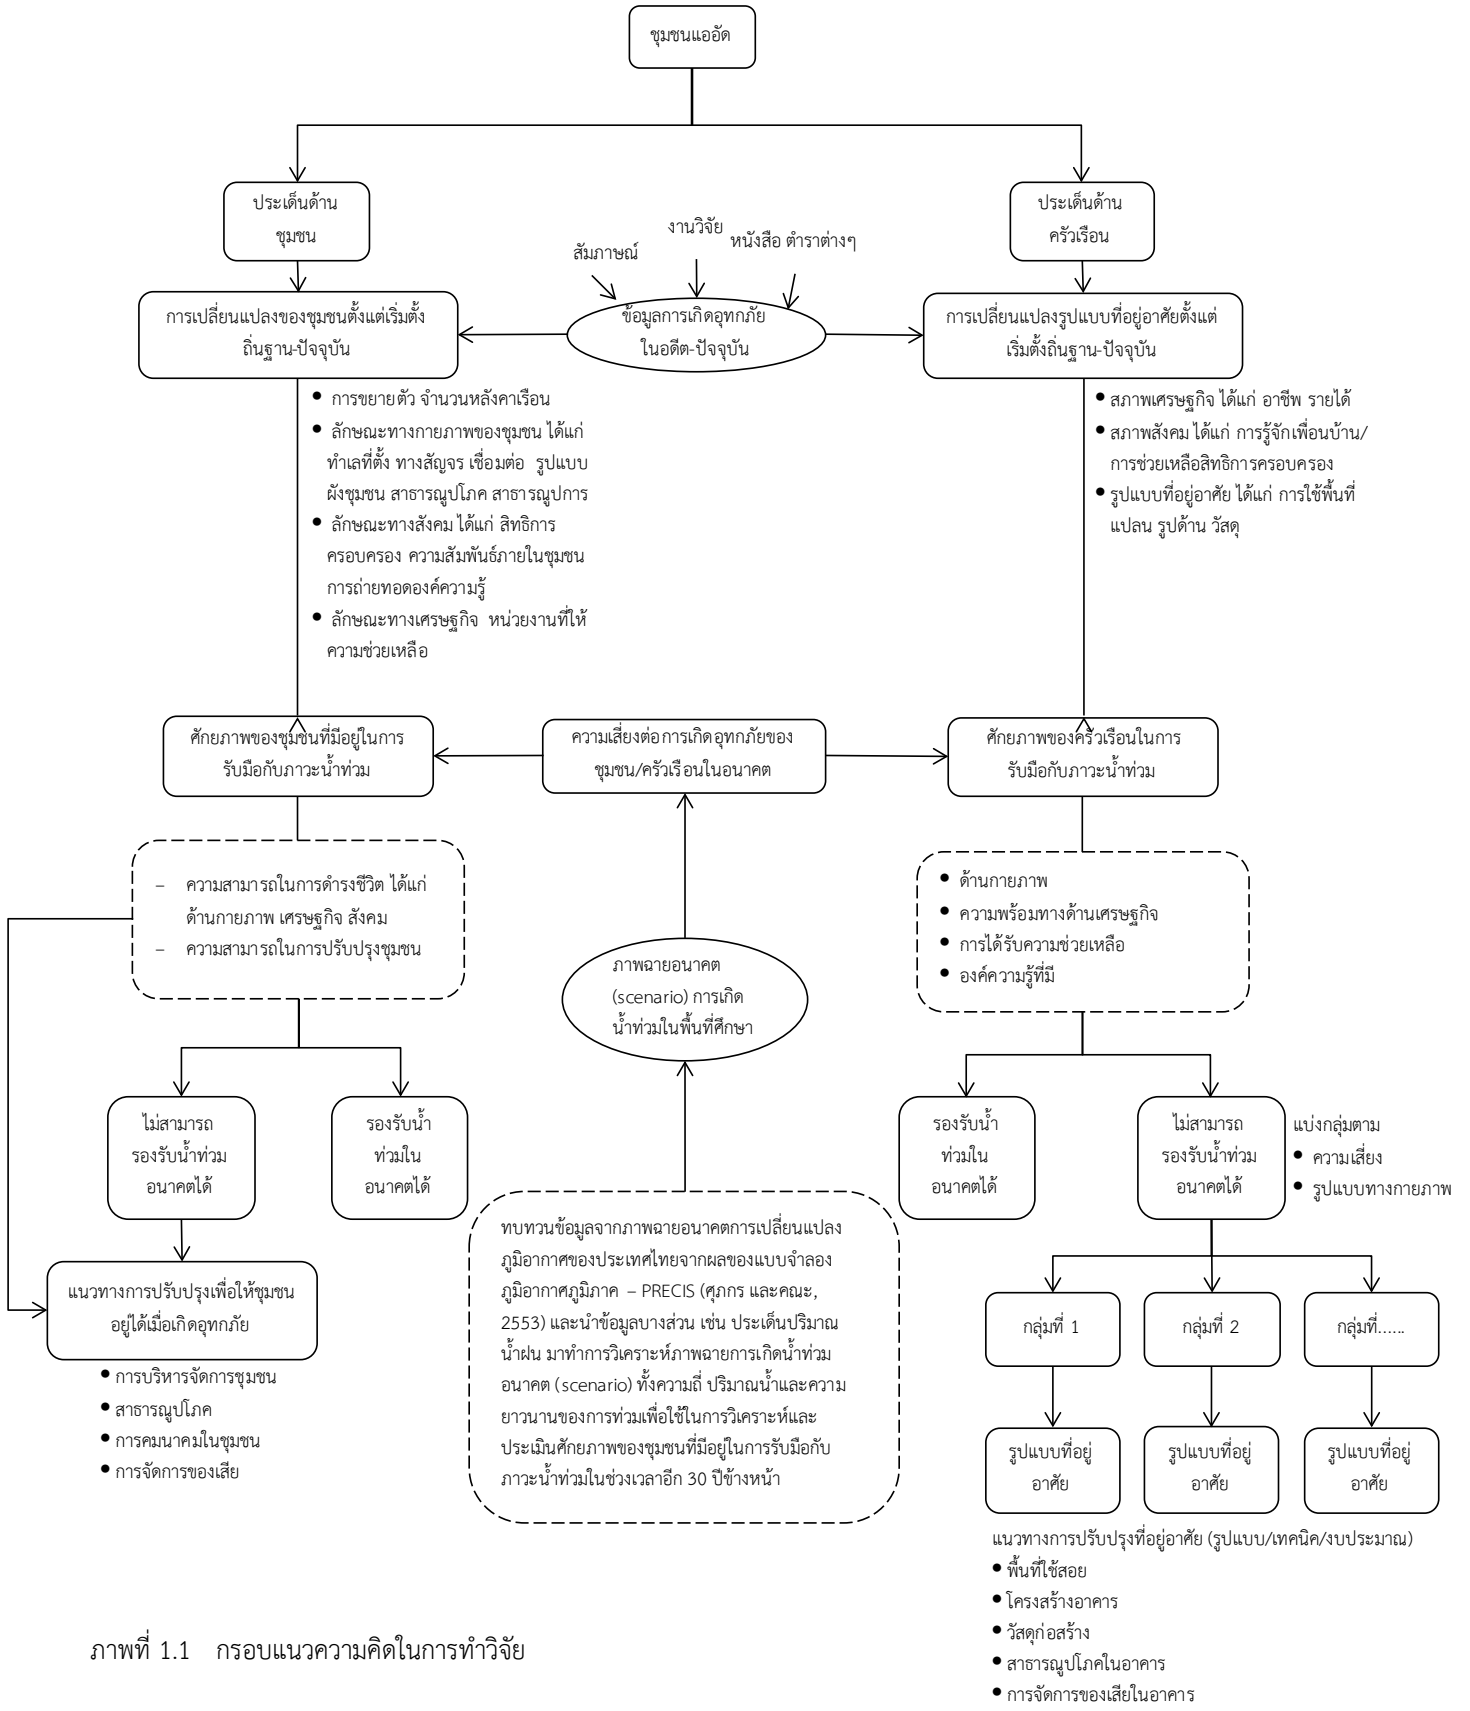 ชุมชนแออัด
ประเด็นด้าน
ชุมชน
ประเด็นด้าน
ครัวเรือน
สัมภาษณ์
งานวิจัย
หนังสือ ตำราต่างๆ
การเปลี่ยนแปลงของชุมชนตั้งแต่เริ่มตั้ง
ถิ่นฐาน-ปัจจุบัน
ข้อมูลการเกิดอุทกภัย
ในอดีต-ปัจจุบัน
การเปลี่ยนแปลงรูปแบบที่อยู่อาศัยตั้งแต่
เริ่มตั้งถิ่นฐาน-ปัจจุบัน
• การขยายตัว จำนวนหลังคาเรือน
• ลักษณะทางกายภาพของชุมชน ได้แก่
ทำเลที่ตั้ง ทางสัญจร เชื่อมต่อ รูปแบบ
ผังชุมชน สาธารณูปโภค สาธารณูปการ
• ลักษณะทางสังคม ได้แก่ สิทธิการ
ครอบครอง ความสัมพันธ์ภายในชุมชน
การถ่ายทอดองค์ความรู้
• ลักษณะทางเศรษฐกิจ หน่วยงานที่ให้
ความช่วยเหลือ
• สภาพเศรษฐกิจ ได้แก่ อาชีพ รายได้
• สภาพสังคม ได้แก่ การรู้จักเพื่อนบ้าน/
การช่วยเหลือสิทธิการครอบครอง
• รูปแบบที่อยู่อาศัย ได้แก่ การใช้พื้นที่
แปลน รูปด้าน วัสดุ
ศักยภาพของชุมชนที่มีอยู่ในการ
รับมือกับภาวะน้ำท่วม
ความเสี่ยงต่อการเกิดอุทกภัยของ
ชุมชน/ครัวเรือนในอนาคต
ศักยภาพของครัวเรือนในการ
รับมือกับภาวะน้ำท่วม
– ความสามารถในการดำรงชีวิต ได้แก่
ด้านกายภาพ เศรษฐกิจ สังคม
– ความสามารถในการปรับปรุงชุมชน
• ด้านกายภาพ
• ความพร้อมทางด้านเศรษฐกิจ
• การได้รับความช่วยเหลือ
• องค์ความรู้ที่มี
ภาพฉายอนาคต
(scenario) การเกิด
น้ำท่วมในพื้นที่ศึกษา
ไม่สามารถ
รองรับน้ำท่วม
อนาคตได้
รองรับน้ำ
ท่วมใน
อนาคตได้
รองรับน้ำ
ท่วมใน
อนาคตได้
ไม่สามารถ
รองรับน้ำท่วม
อนาคตได้
แบ่งกลุ่มตาม
• ความเสี่ยง
• รูปแบบทางกายภาพ
ทบทวนข้อมูลจากภาพฉายอนาคตการเปลี่ยนแปลง
ภูมิอากาศของประเทศไทยจากผลของแบบจำลอง
ภูมิอากาศภูมิภาค – PRECIS (ศุภกร และคณะ,
2553) และนำข้อมูลบางส่วน เช่น ประเด็นปริมาณ
น้ำฝน มาทำการวิเคราะห์ภาพฉายการเกิดน้ำท่วม
อนาคต (scenario) ทั้งความถี่ ปริมาณน้ำและความ
ยาวนานของการท่วมเพื่อใช้ในการวิเคราะห์และ
ประเมินศักยภาพของชุมชนที่มีอยู่ในการรับมือกับ
ภาวะน้ำท่วมในช่วงเวลาอีก 30 ปีข้างหน้า
แนวทางการปรับปรุงเพื่อให้ชุมชน
อยู่ได้เมื่อเกิดอุทกภัย
• การบริหารจัดการชุมชน
• สาธารณูปโภค
• การคมนาคมในชุมชน
• การจัดการของเสีย
กลุ่มที่ 1
กลุ่มที่ 2
กลุ่มที่......
รูปแบบที่อยู่
อาศัย
รูปแบบที่อยู่
อาศัย
รูปแบบที่อยู่
อาศัย
แนวทางการปรับปรุงที่อยู่อาศัย (รูปแบบ/เทคนิค/งบประมาณ)
• พื้นที่ใช้สอย
• โครงสร้างอาคาร
• วัสดุก่อสร้าง
• สาธารณูปโภคในอาคาร
• การจัดการของเสียในอาคาร
ภาพที่ 1.1 กรอบแนวความคิดในการทำวิจัย